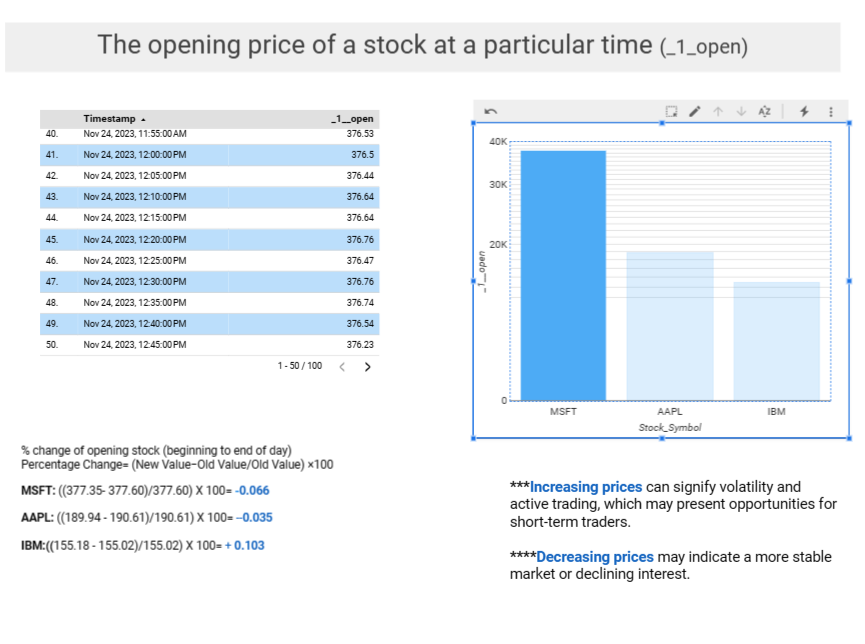 The opening price of a stock at a particular time (_1_open)
Timestamp _1__open
40. Nov 24, 2023, 11:55:00 AM 376.53
41. Nov 24, 2023, 12:00:00 PM 376.5
42. Nov 24, 2023, 12:05:00 PM 376.44
43. Nov 24, 2023, 12:10:00 PM 376.64
44. Nov 24, 2023, 12:15:00 PM 376.64
45. Nov 24, 2023, 12:20:00 PM 376.76
46. Nov 24, 2023, 12:25:00 PM 376.47
47. Nov 24, 2023, 12:30:00 PM 376.76
48. Nov 24, 2023, 12:35:00 PM 376.74
49. Nov 24, 2023, 12:40:00 PM 376.54
50. Nov 24, 2023, 12:45:00 PM 376.23
1 - 50 / 100
AZ
40K
30K
20K
0
_1__open
MSFT AAPL IBM
Stock_Symbol
% change of opening stock (beginning to end of day)
Percentage Change= (New Value−Old Value/Old Value) ×100
MSFT: ((377.35- 377.60)/377.60) X 100= -0.066
AAPL: ((189.94 - 190.61)/190.61) X 100= --0.035
IBM:((155.18 - 155.02)/155.02) X 100= + 0.103
***Increasing prices can signify volatility and
active trading, which may present opportunities for
short-term traders.
****Decreasing prices may indicate a more stable
market or declining interest.